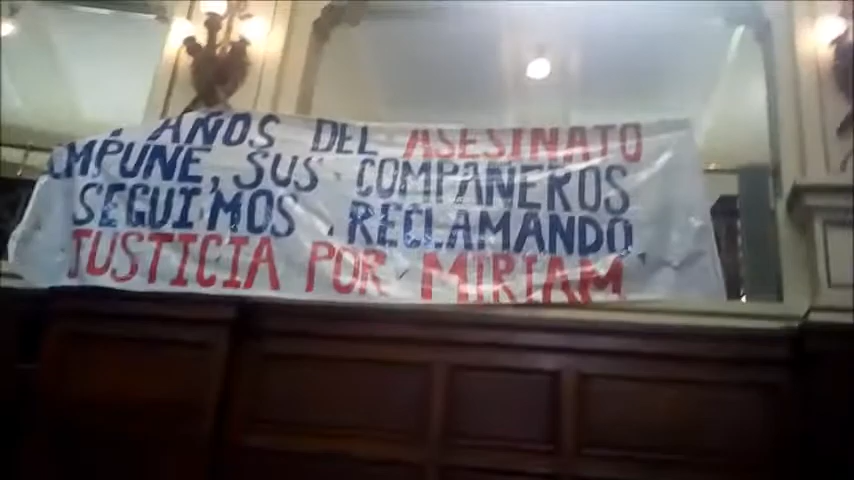 AÑOS DEL ASESINATO
IMPUNE, SUS COMPAÑEROS
SEGUIMOS RECLAMANDO
JUSTICIA POR MIRIAM